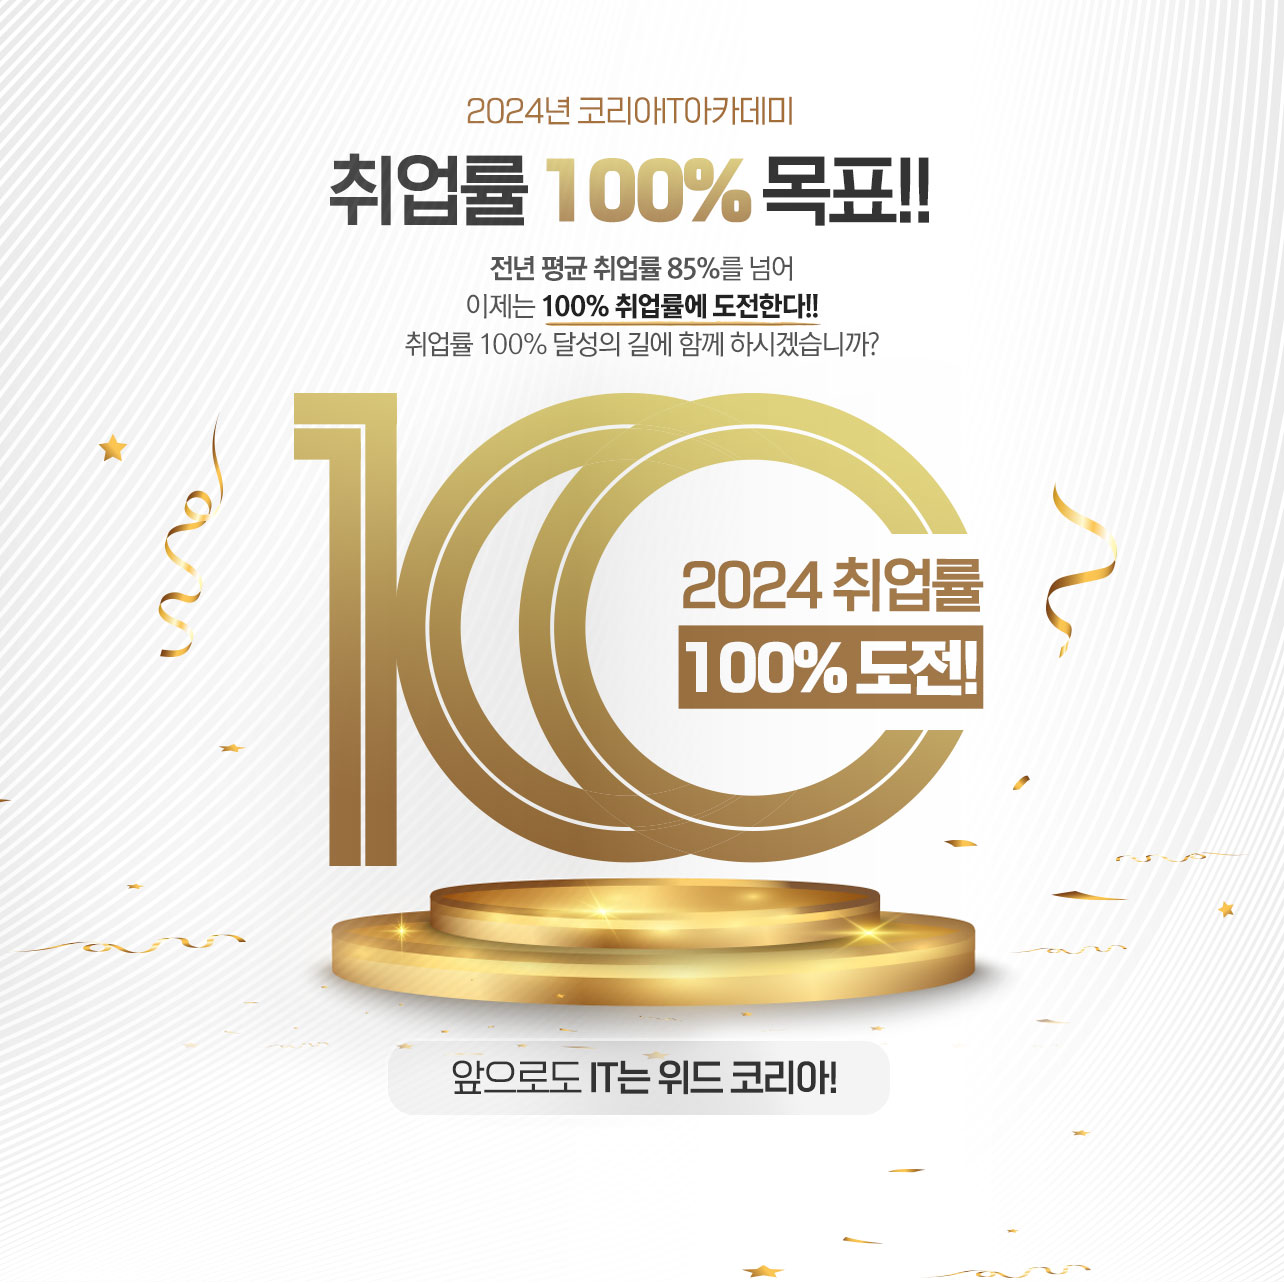 2024년 코리아IT아카데미
취업률 100% 목표!!
전년 평균 취업률 85%를 넘어
이제는 100% 취업률에 도전한다!!
취업률 100% 달성의 길에 함께 하시겠습니까?
100
2024 취업률
100% 도전!
앞으로도 IT는 위드 코리아!